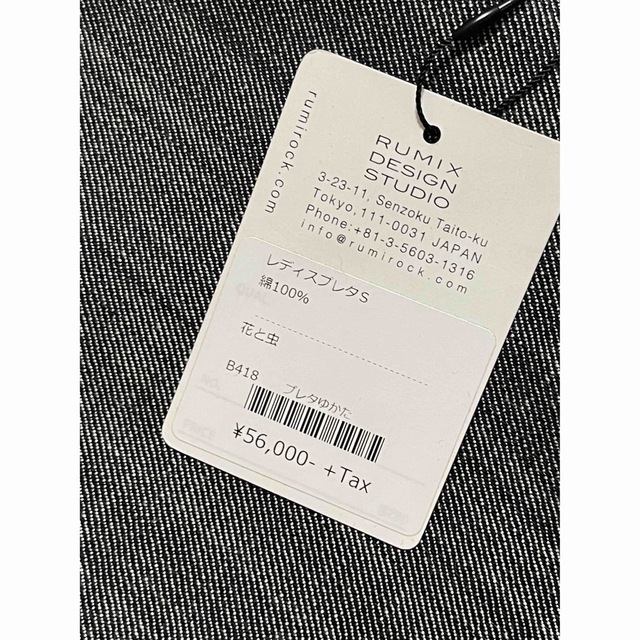 RUMIX
DESIGN
STUDIO
3-23-11, Senzoku Taito-ku
Tokyo, 111-0031 JAPAN
Phone:+81-3-5603-1316
info@rumirock.com
rumirock.com
レディスプレタS
綿100%
花と虫
B418
プレタゆかた
¥56,000- +Tax